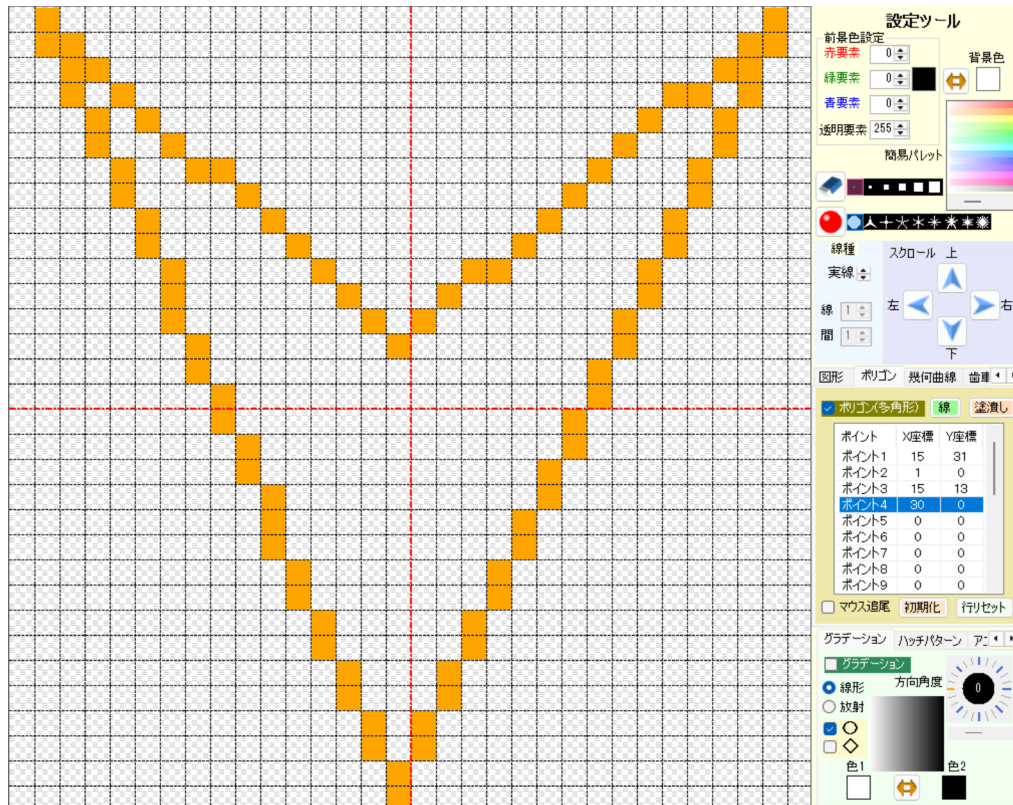 設定ツール
前景色設定
赤要素 0
背景色
緑要素 0
青要素 0
透明要素 255
簡易パレット
線種
スクロール 上
実線
左 右
線 1
間 1
下
図形 ポリゴン 幾何曲線
ポリゴン(多角形) 線 塗潰し
ポイント X座標 Y座標
ポイント1 15 31
ポイント2 1 0
ポイント3 15 13
ポイント4 30 0
ポイント5 0 0
ポイント6 0 0
ポイント7 0 0
ポイント8 0 0
ポイント9 0 0
マウス追尾 初期化 行リセット
グラデーション ハッチパターン
グラデーション
線形 方向角度 0
放射
色1 色2